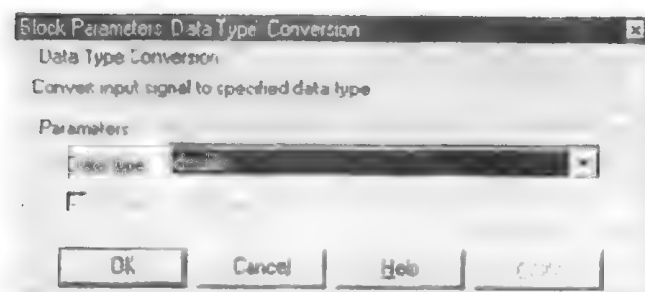 Block Parameters: Data Type Conversion
Data Type Conversion
Convert input signal to specified data type
Parameters
Data type
OK Cancel Help